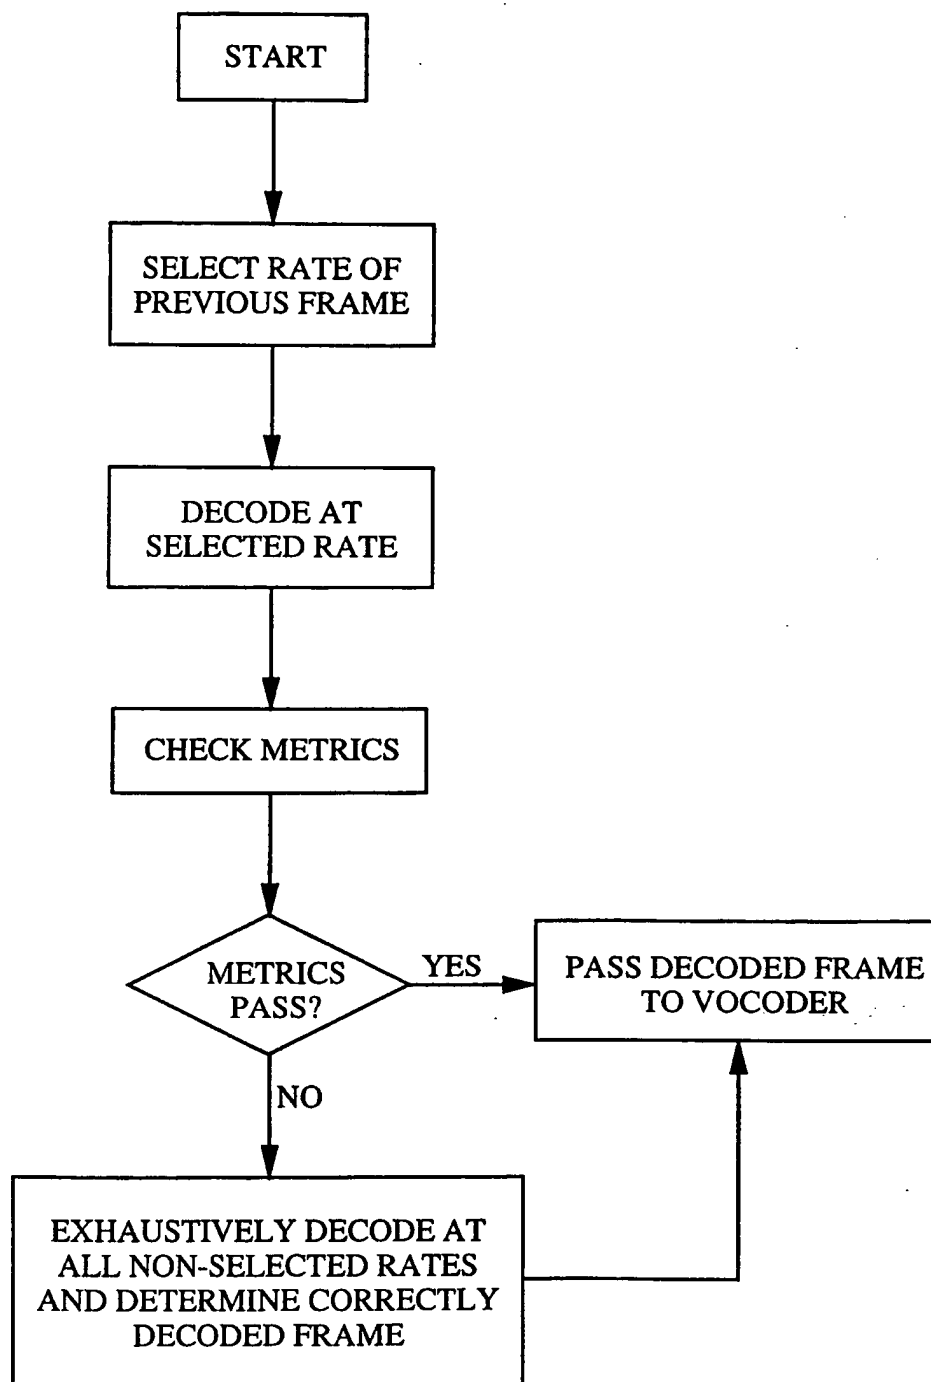 START
SELECT RATE OF
PREVIOUS FRAME
DECODE AT
SELECTED RATE
CHECK METRICS
METRICS
PASS?
YES
PASS DECODED FRAME
TO VOCODER
NO
EXHAUSTIVELY DECODE AT
ALL NON-SELECTED RATES
AND DETERMINE CORRECTLY
DECODED FRAME